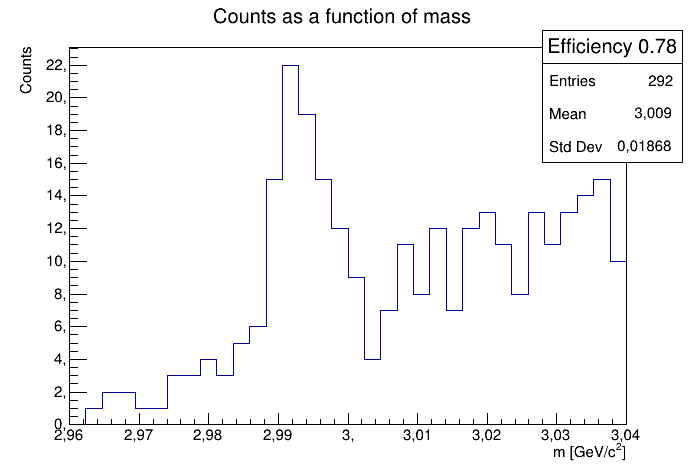 Counts as a function of mass
Efficiency 0.78
Entries 292
Mean 3,009
Std Dev 0,01868
Counts
22,
20,
18,
16,
14,
12,
10,
8,
6,
4,
2,
0,
2,96 2,97 2,98 2,99 3, 3,01 3,02 3,03 3,04
m [GeV/c²]